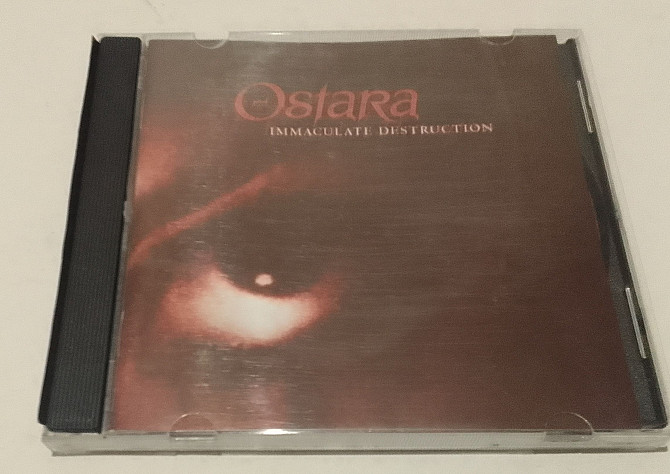 Ostara
IMMACULATE DESTRUCTION